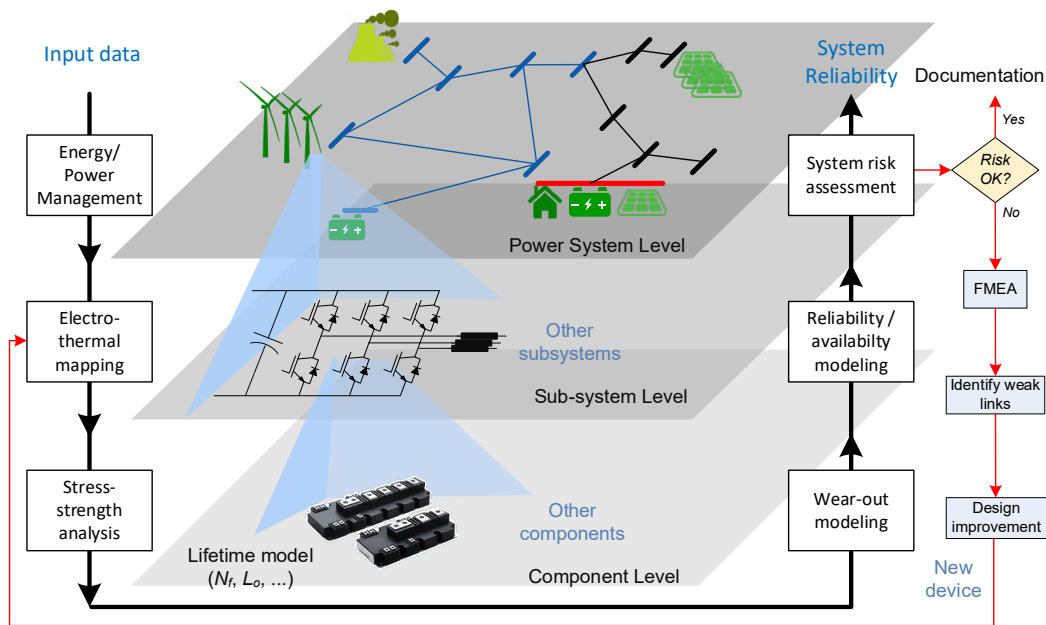 Input data
Energy/
Power
Management
Electro-
thermal
mapping
Stress-
strength
analysis
Power System Level
Other
subsystems
Sub-system Level
Other
components
Lifetime model
(Nf, Lo, ...)
Component Level
System
Reliability
System risk
assessment
Reliability /
availabilty
modeling
Wear-out
modeling
Documentation
Yes
Risk
OK?
No
FMEA
Identify weak
links
Design
improvement
New
device